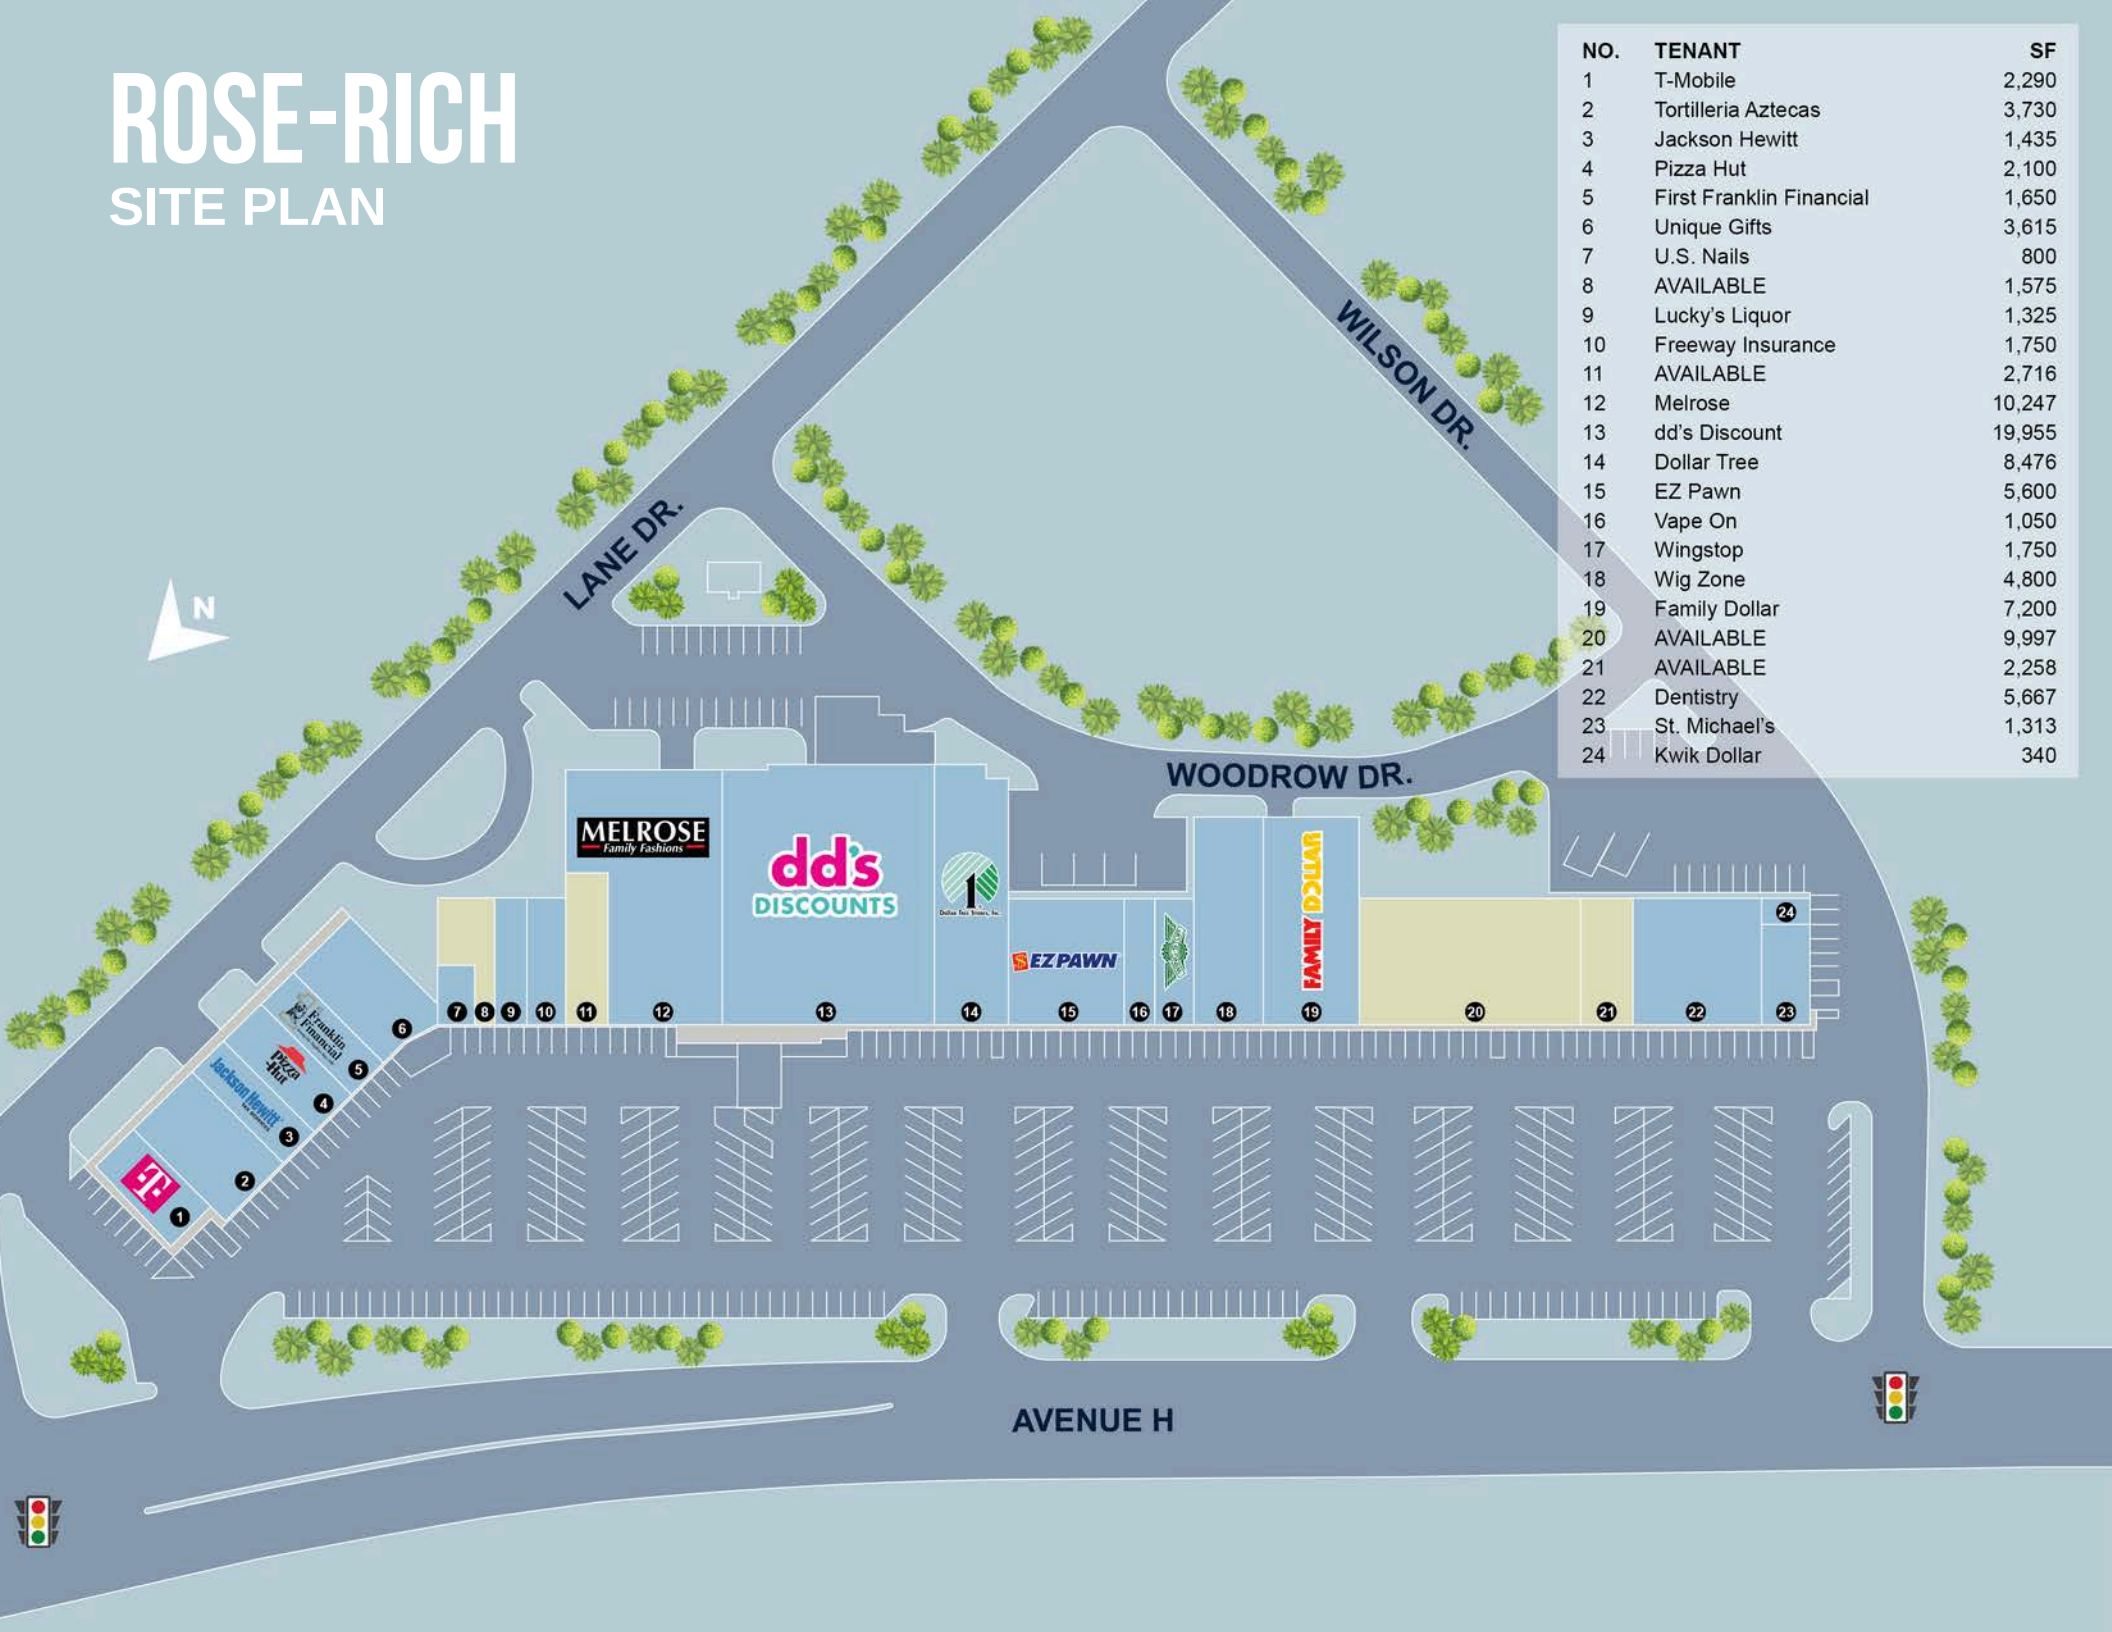 ROSE-RICH
SITE PLAN
NO. TENANT SF
1 T-Mobile 2,290
2 Tortilleria Aztecas 3,730
3 Jackson Hewitt 1,435
4 Pizza Hut 2,100
5 First Franklin Financial 1,650
6 Unique Gifts 3,615
7 U.S. Nails 800
8 AVAILABLE 1,575
9 Lucky's Liquor 1,325
10 Freeway Insurance 1,750
11 AVAILABLE 2,716
12 Melrose 10,247
13 dd's Discount 19,955
14 Dollar Tree 8,476
15 EZ Pawn 5,600
16 Vape On 1,050
17 Wingstop 1,750
18 Wig Zone 4,800
19 Family Dollar 7,200
20 AVAILABLE 9,997
21 AVAILABLE 2,258
22 Dentistry 5,667
23 St. Michael's 1,313
24 Kwik Dollar 340
WILSON DR.
LANE DR.
N
WOODROW DR.
MELROSE
Family Fashions
dd's
DISCOUNTS
1
FAMILY DOLLAR
EZPAWN
24
7 8 9 10 11 12 13 14 15 16 17 18 19 20 21 22 23
6
Franklin
Financial
5
Pizza
Hut
4
Jackson Hewitt
3
2
T
1
AVENUE H